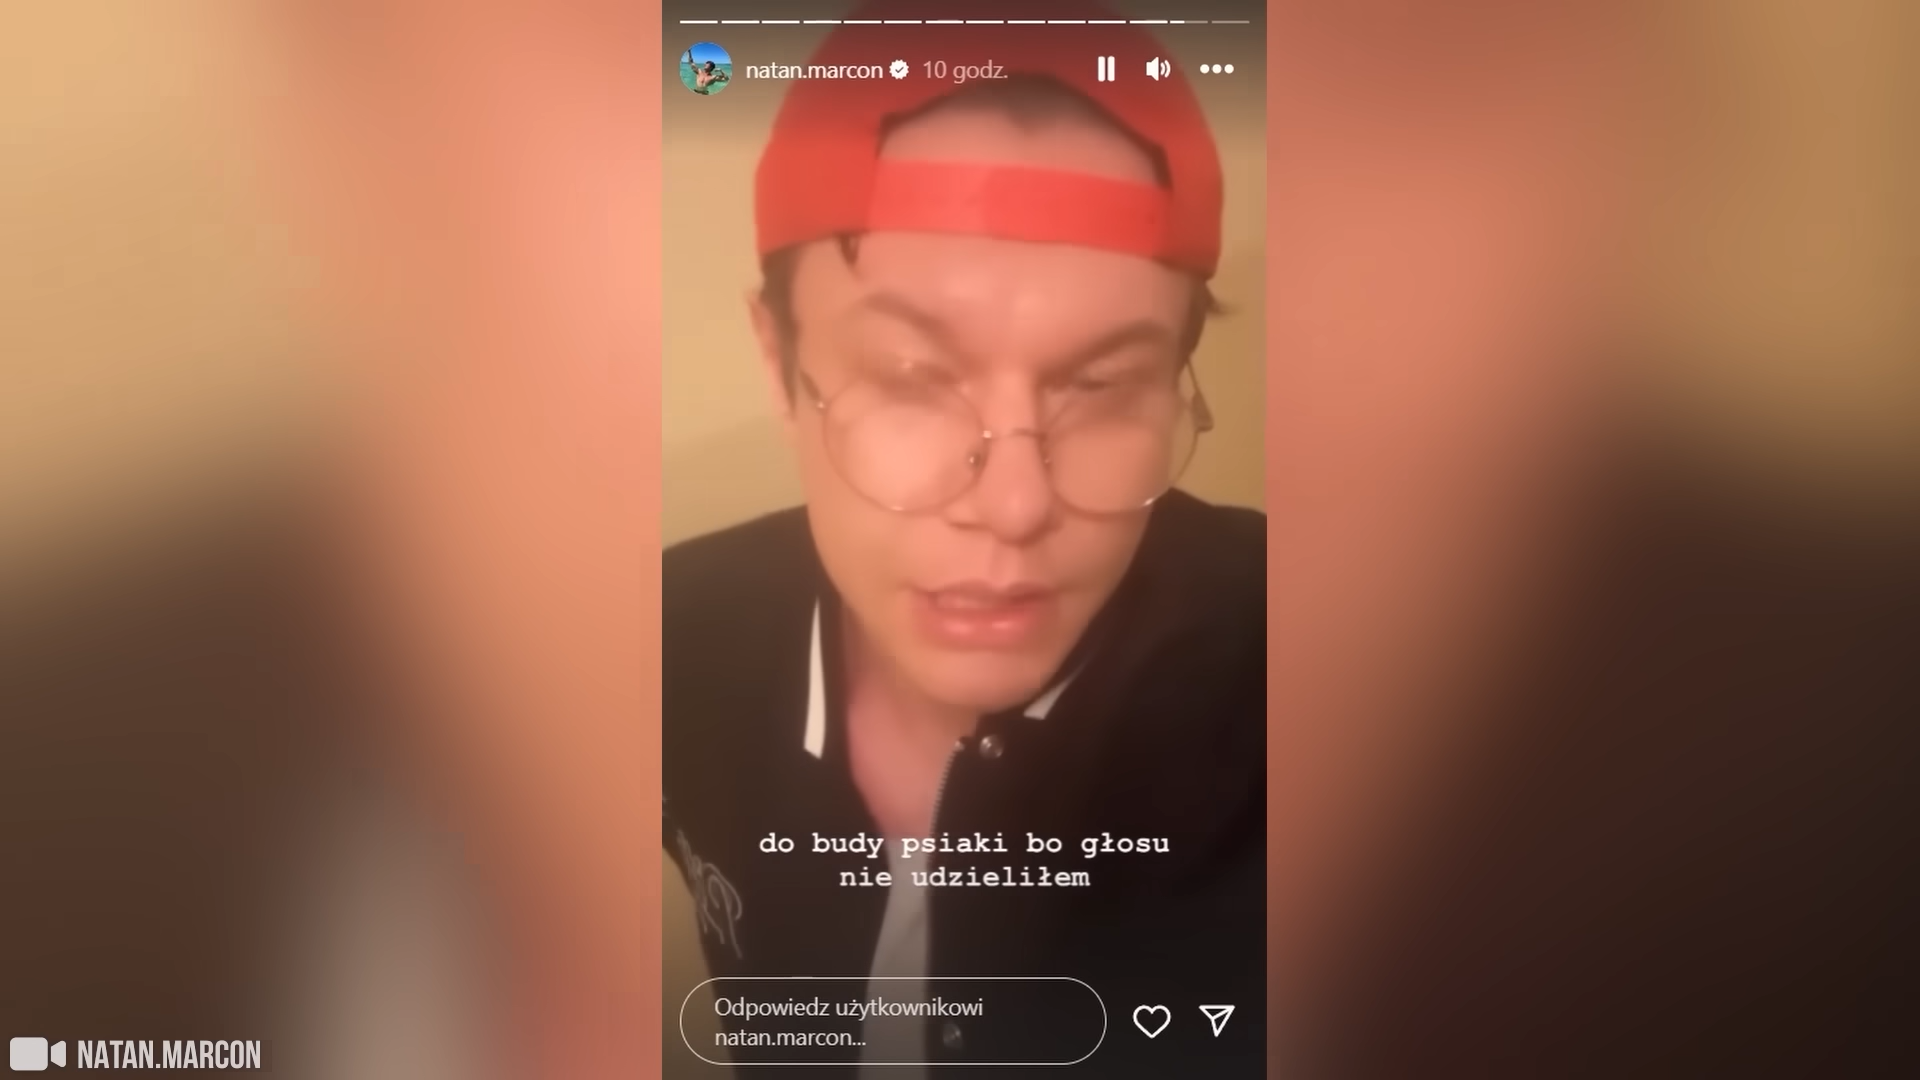 natan.marcon 10 godz.
do budy psiaki bo głosu
nie udzieliłem
Odpowiedz użytkownikowi
natan.marcon...
NATAN.MARCON